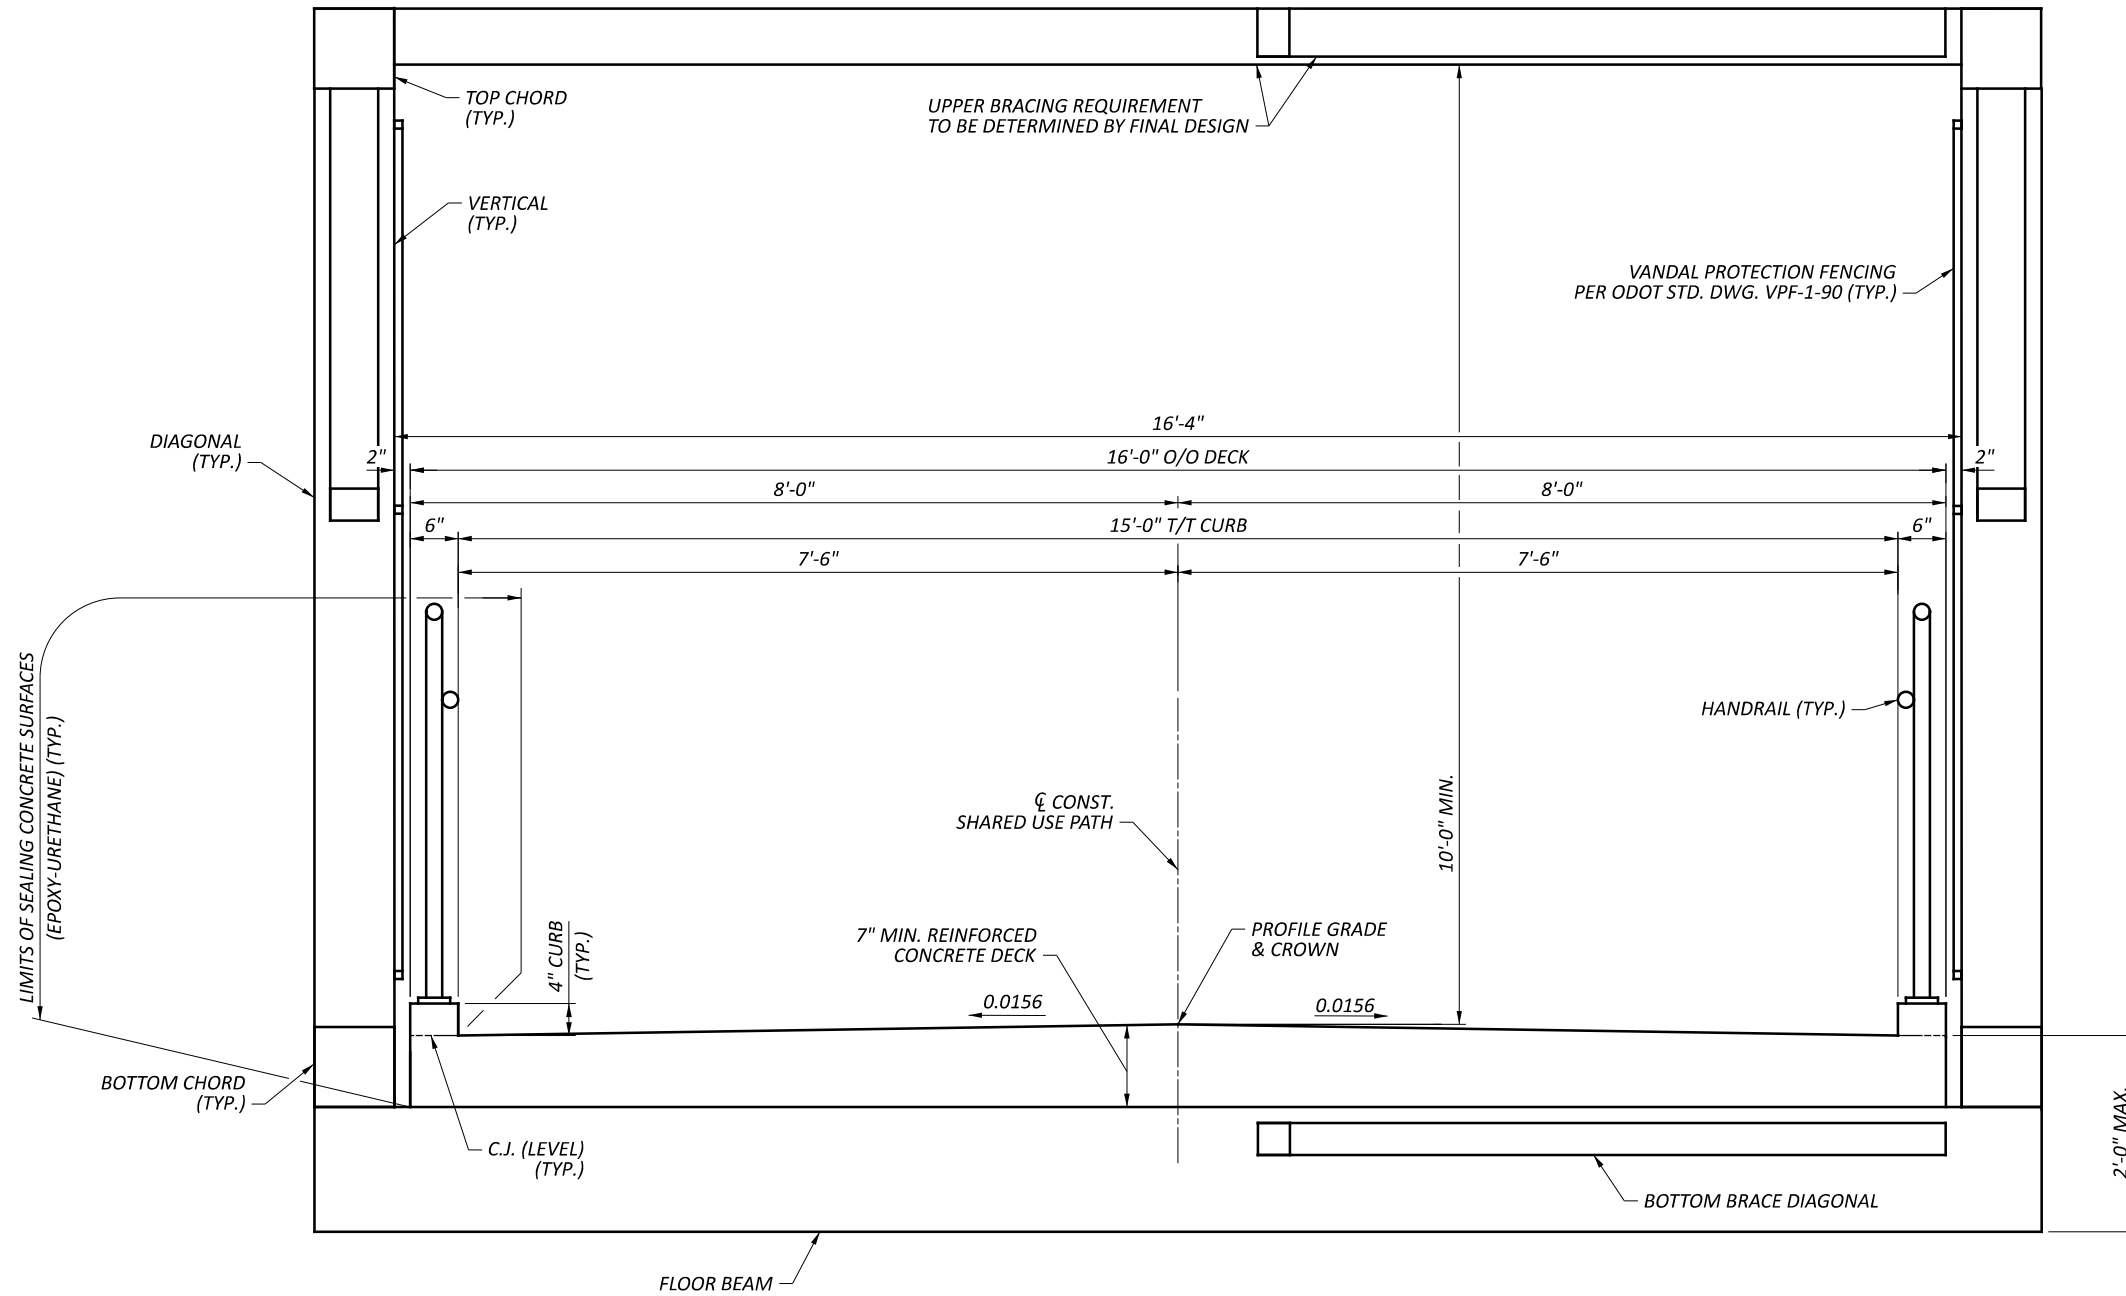 TOP CHORD
(TYP.)
UPPER BRACING REQUIREMENT
TO BE DETERMINED BY FINAL DESIGN
VERTICAL
(TYP.)
VANDAL PROTECTION FENCING
PER ODOT STD. DWG. VPF-1-90 (TYP.)
16'-4"
DIAGONAL
(TYP.)
2"
16'-0" O/O DECK
2"
8'-0"
8'-0"
6"
15'-0" T/T CURB
6"
7'-6"
7'-6"
LIMITS OF SEALING CONCRETE SURFACES
(EPOXY-URETHANE) (TYP.)
HANDRAIL (TYP.)
℄ CONST.
SHARED USE PATH
10'-0" MIN.
4" CURB
(TYP.)
7" MIN. REINFORCED
CONCRETE DECK
PROFILE GRADE
& CROWN
0.0156
0.0156
BOTTOM CHORD
(TYP.)
C.J. (LEVEL)
(TYP.)
2'-0" MAX.
BOTTOM BRACE DIAGONAL
FLOOR BEAM